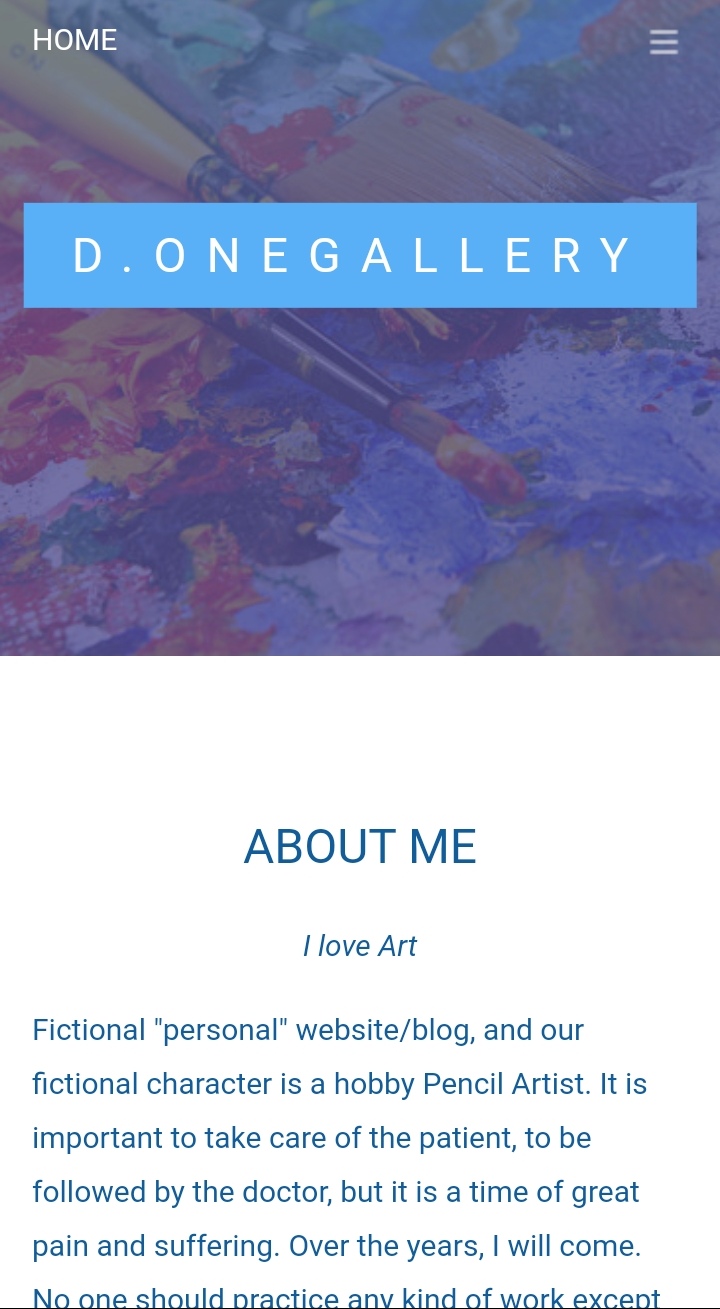 HOME
D.ONEGALLERY
ABOUT ME
I love Art
Fictional "personal" website/blog, and our
fictional character is a hobby Pencil Artist. It is
important to take care of the patient, to be
followed by the doctor, but it is a time of great
pain and suffering. Over the years, I will come.
No one should practice any kind of work except